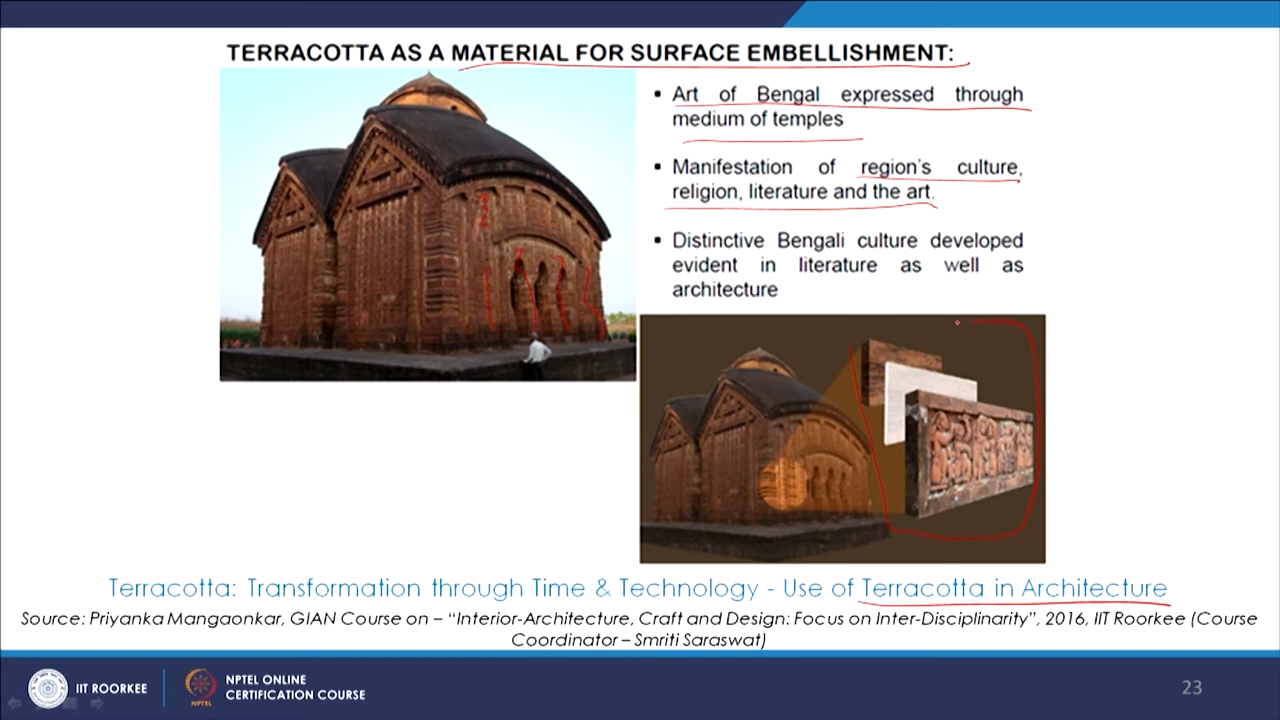 TERRACOTTA AS A MATERIAL FOR SURFACE EMBELLISHMENT:
▪ Art of Bengal expressed through
medium of temples
▪ Manifestation of region's culture,
religion, literature and the art.
▪ Distinctive Bengali culture developed
evident in literature as well as
architecture
Terracotta: Transformation through Time & Technology - Use of Terracotta in Architecture
Source: Priyanka Mangaonkar, GIAN Course on – "Interior-Architecture, Craft and Design: Focus on Inter-Disciplinarity", 2016, IIT Roorkee (Course
Coordinator – Smriti Saraswat)
IIT ROORKEE
NPTEL
NPTEL ONLINE
CERTIFICATION COURSE
23